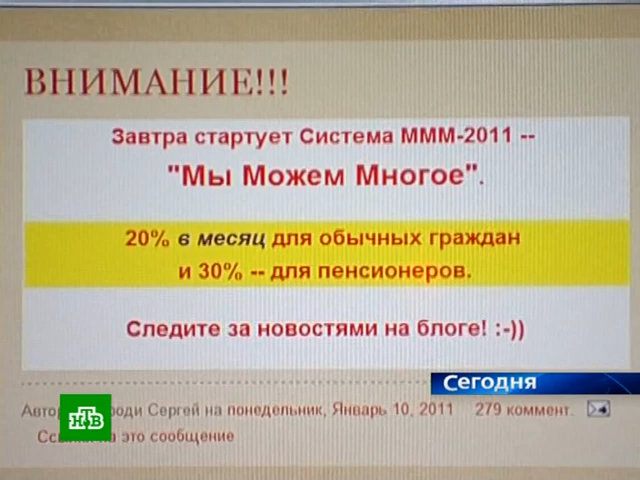 ВНИМАНИЕ!!!
Завтра стартует Система МММ-2011 --
"Мы Можем Многое".
20% в месяц для обычных граждан
и 30% -- для пенсионеров.
Следите за новостями на блоге! :-))
Сегодня
Сергей на понедельник, Январь 10, 2011 279 коммент.
на это сообщение
НТВ